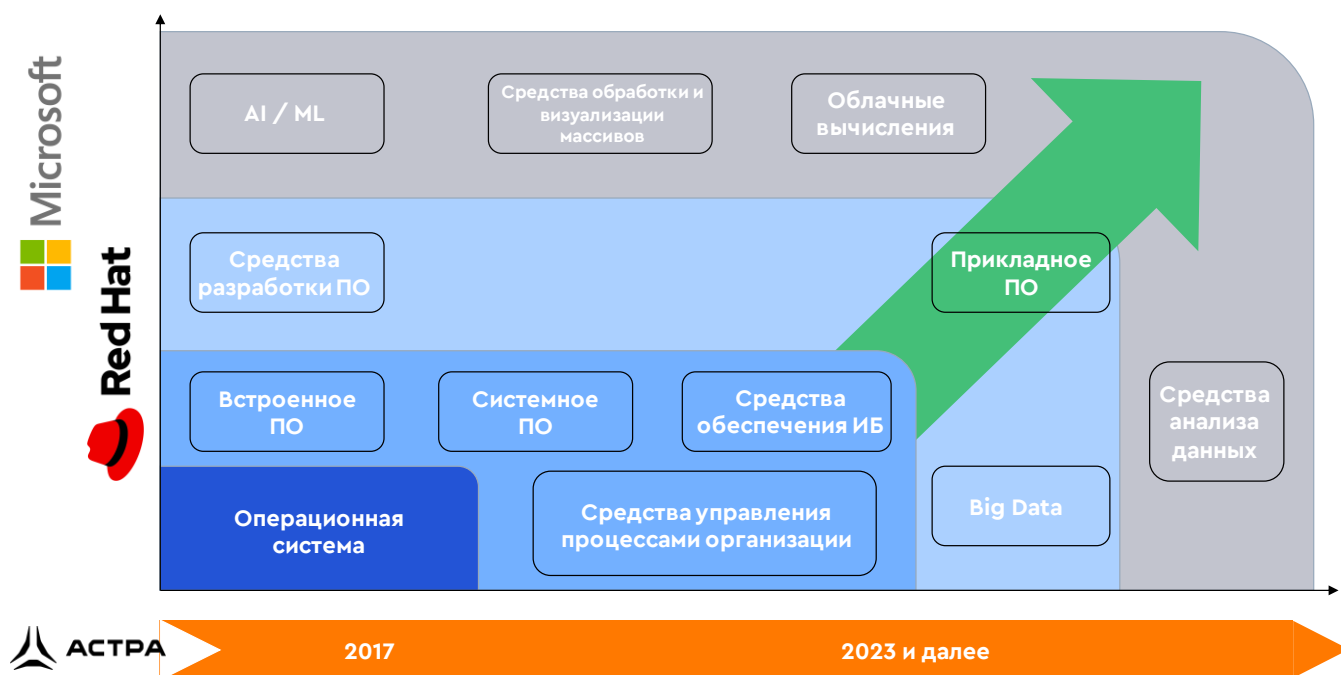 Microsoft
Red Hat
AI / ML
Средства обработки и
визуализации
массивов
Облачные
вычисления
Средства
разработки ПО
Прикладное
ПО
Встроенное
ПО
Системное
ПО
Средства
обеспечения ИБ
Средства
анализа
данных
Операционная
система
Средства управления
процессами организации
Big Data
АСТРА
2017
2023 и далее